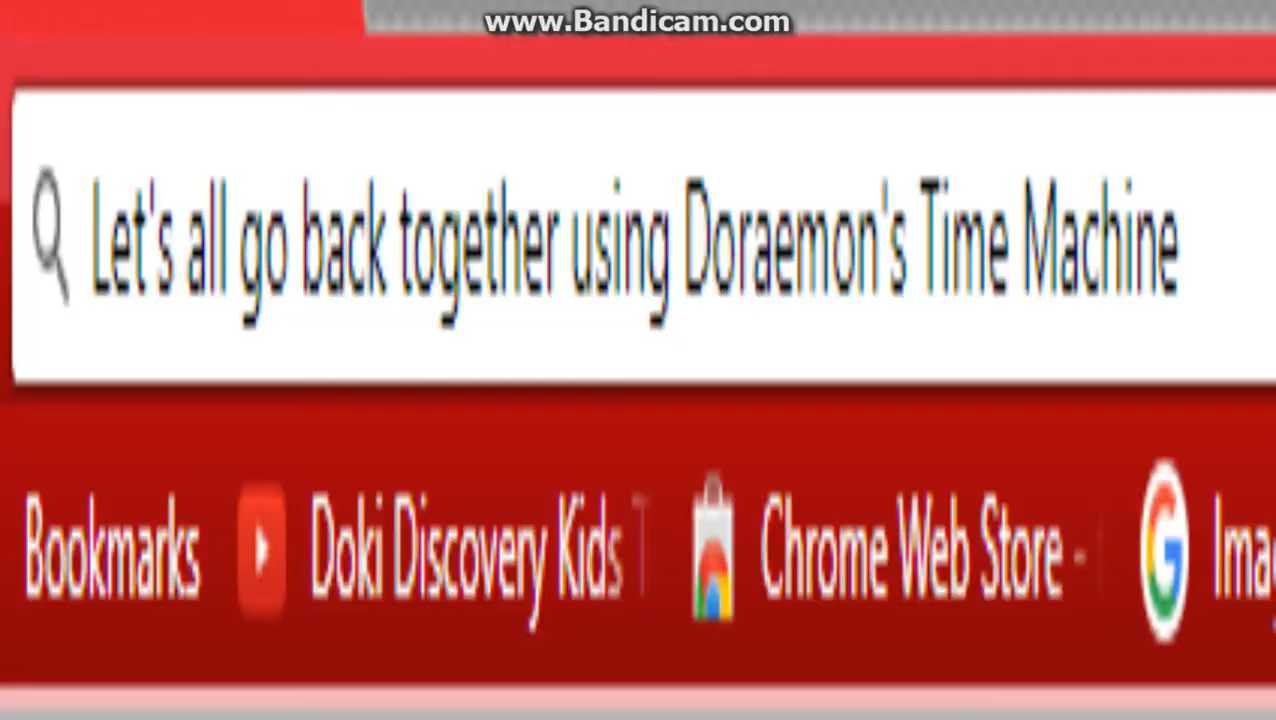 www.Bandicam.com
Let's all go back together using Doraemon's Time Machine
Bookmarks Doki Discovery Kids Chrome Web Store -